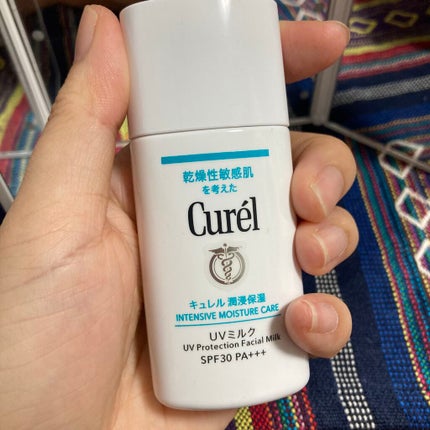 乾燥性敏感肌
を考えた
Curél
キュレル 潤浸保湿
INTENSIVE MOISTURE CARE
UVミルク
UV Protection Facial Milk
SPF30 PA+++